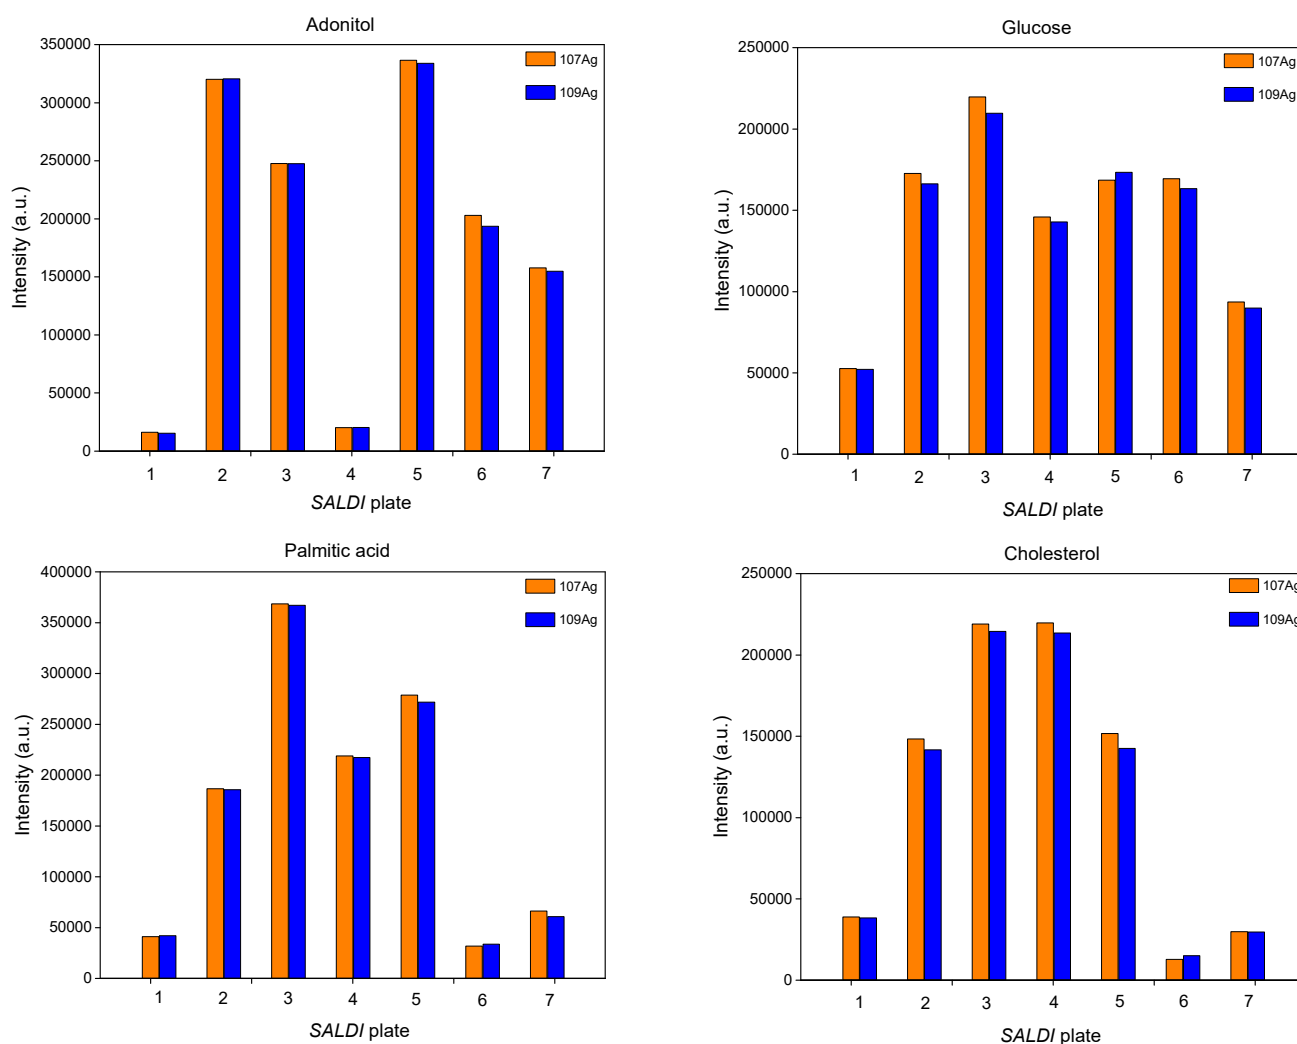 Adonitol
350000
300000
250000
200000
150000
100000
50000
0
Intensity (a.u.)
107Ag
109Ag
1 2 3 4 5 6 7
SALDI plate
Glucose
250000
200000
150000
100000
50000
0
Intensity (a.u.)
107Ag
109Ag
1 2 3 4 5 6 7
SALDI plate
Palmitic acid
400000
350000
300000
250000
200000
150000
100000
50000
0
Intensity (a.u.)
107Ag
109Ag
1 2 3 4 5 6 7
SALDI plate
Cholesterol
250000
200000
150000
100000
50000
0
Intensity (a.u.)
107Ag
109Ag
1 2 3 4 5 6 7
SALDI plate